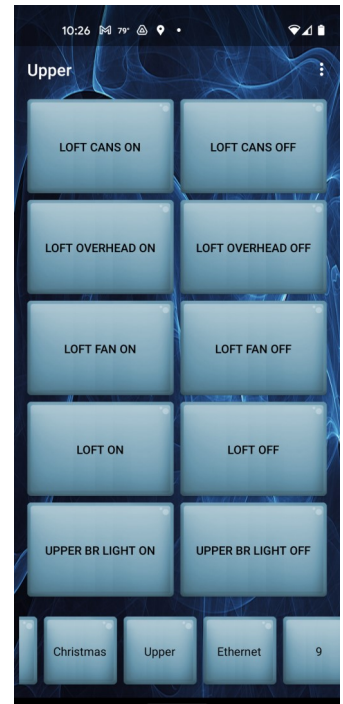 10:26 79°
Upper
LOFT CANS ON LOFT CANS OFF
LOFT OVERHEAD ON LOFT OVERHEAD OFF
LOFT FAN ON LOFT FAN OFF
LOFT ON LOFT OFF
UPPER BR LIGHT ON UPPER BR LIGHT OFF
Christmas Upper Ethernet 9